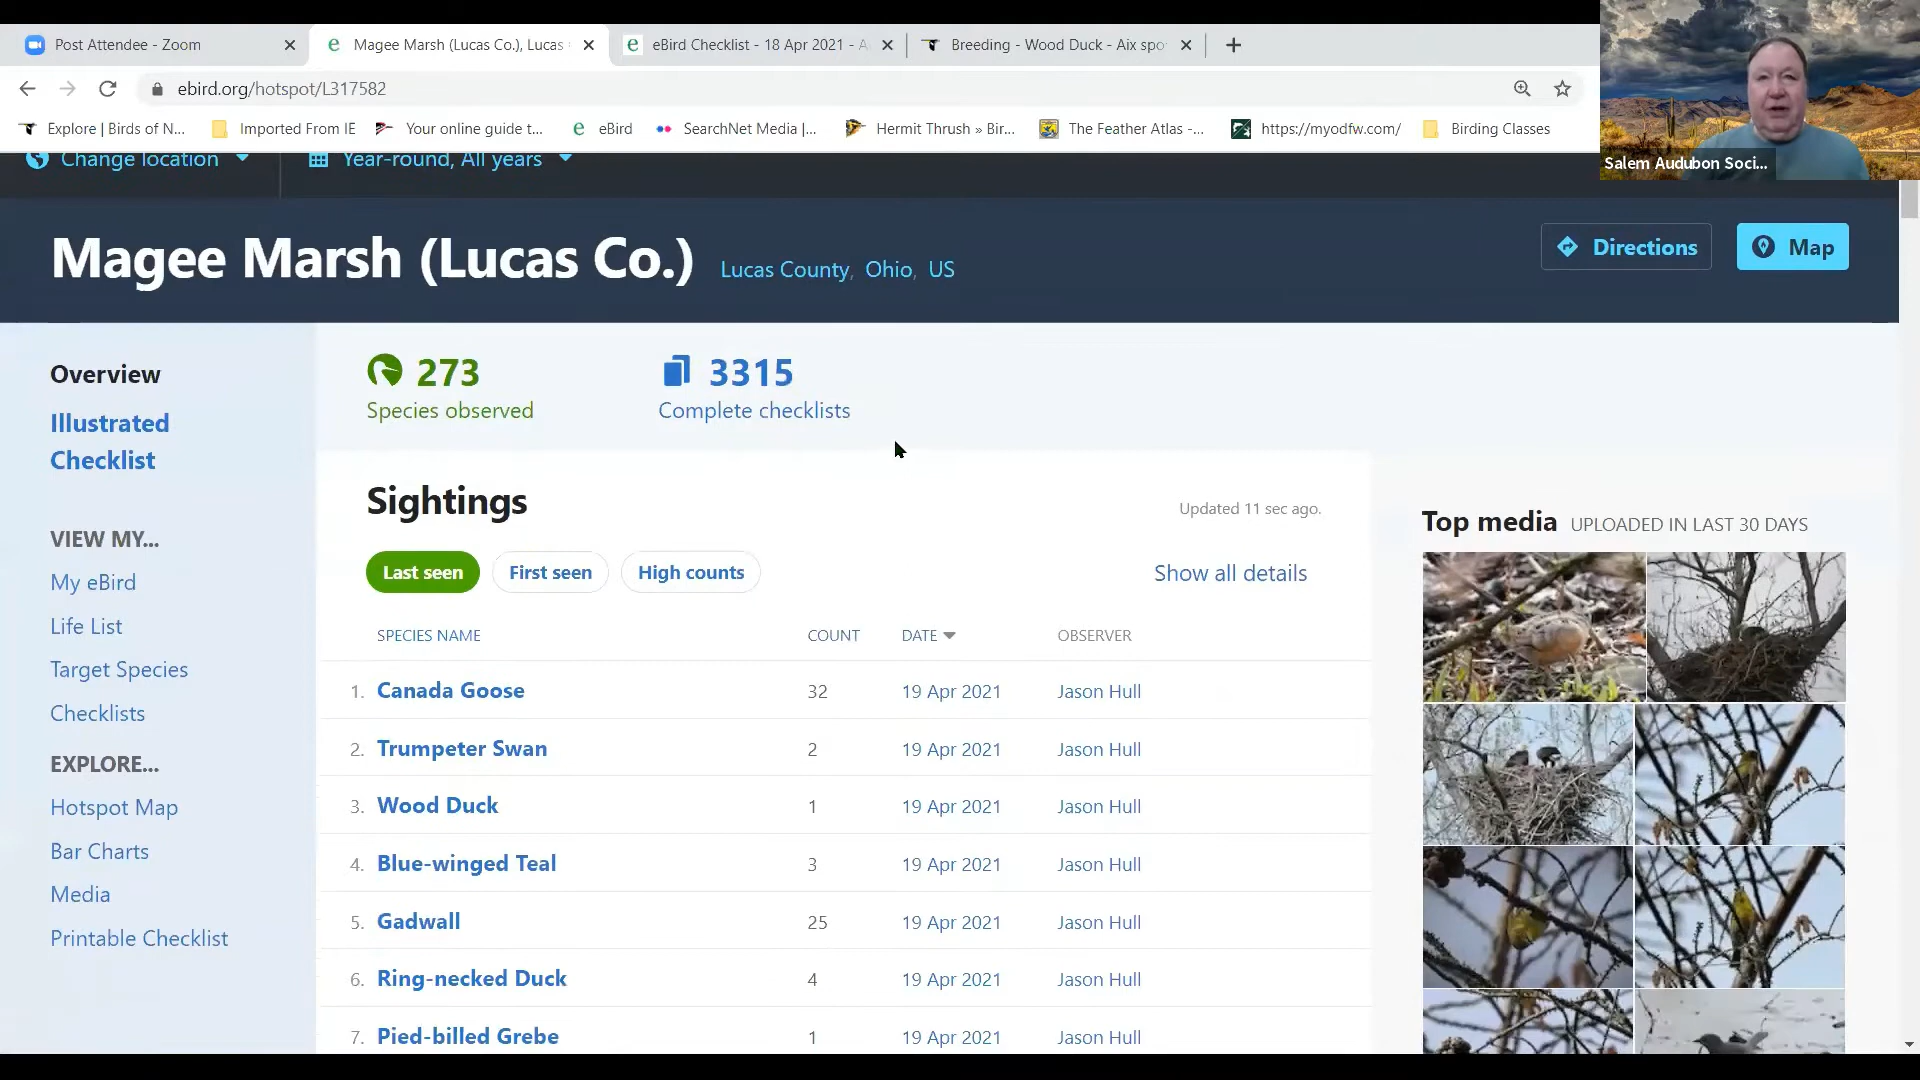 Post Attendee - Zoom
Magee Marsh (Lucas Co.), Lucas
eBird Checklist - 18 Apr 2021 - A
Breeding - Wood Duck - Aix spo
ebird.org/hotspot/L317582
Explore | Birds of N...
Imported From IE
Your online guide t...
eBird
SearchNet Media |...
Hermit Thrush » Bir...
The Feather Atlas -...
https://myodfw.com/
Birding Classes
Salem Audubon Soci...
Change location
Year-round, All years
Magee Marsh (Lucas Co.)
Lucas County, Ohio, US
Directions
Map
Overview
Illustrated
Checklist
VIEW MY...
My eBird
Life List
Target Species
Checklists
EXPLORE...
Hotspot Map
Bar Charts
Media
Printable Checklist
273
Species observed
3315
Complete checklists
Sightings
Updated 11 sec ago.
Last seen
First seen
High counts
Show all details
SPECIES NAME COUNT DATE OBSERVER
1. Canada Goose 32 19 Apr 2021 Jason Hull
2. Trumpeter Swan 2 19 Apr 2021 Jason Hull
3. Wood Duck 1 19 Apr 2021 Jason Hull
4. Blue-winged Teal 3 19 Apr 2021 Jason Hull
5. Gadwall 25 19 Apr 2021 Jason Hull
6. Ring-necked Duck 4 19 Apr 2021 Jason Hull
7. Pied-billed Grebe 1 19 Apr 2021 Jason Hull
Top media UPLOADED IN LAST 30 DAYS